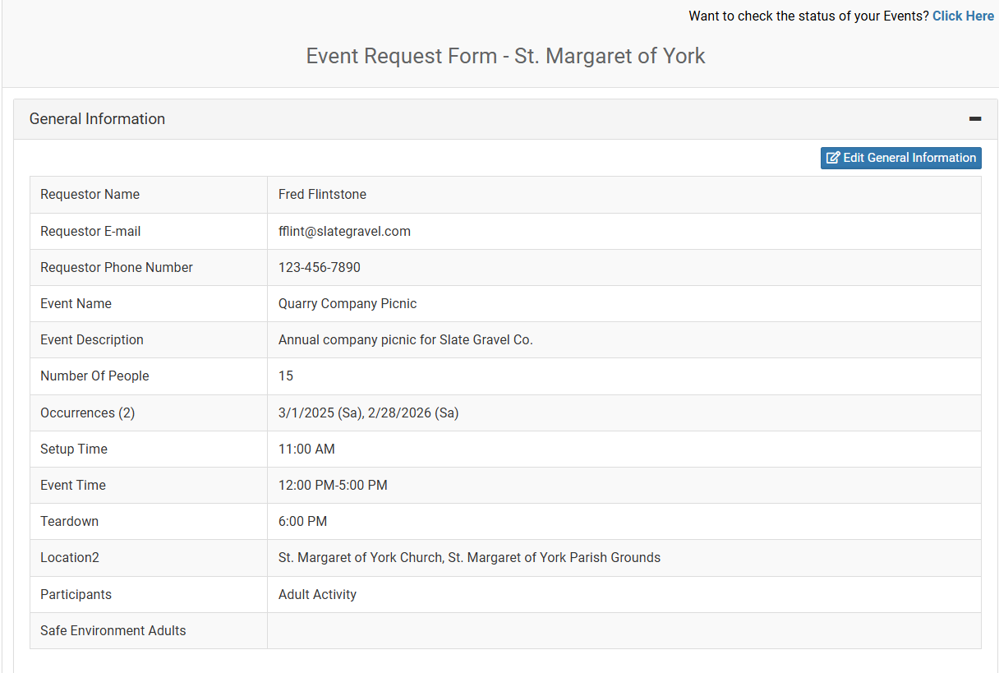 Want to check the status of your Events? Click Here
Event Request Form - St. Margaret of York
General Information
Edit General Information
Requestor Name Fred Flintstone
Requestor E-mail fflint@slategravel.com
Requestor Phone Number 123-456-7890
Event Name Quarry Company Picnic
Event Description Annual company picnic for Slate Gravel Co.
Number Of People 15
Occurrences (2) 3/1/2025 (Sa), 2/28/2026 (Sa)
Setup Time 11:00 AM
Event Time 12:00 PM-5:00 PM
Teardown 6:00 PM
Location2 St. Margaret of York Church, St. Margaret of York Parish Grounds
Participants Adult Activity
Safe Environment Adults